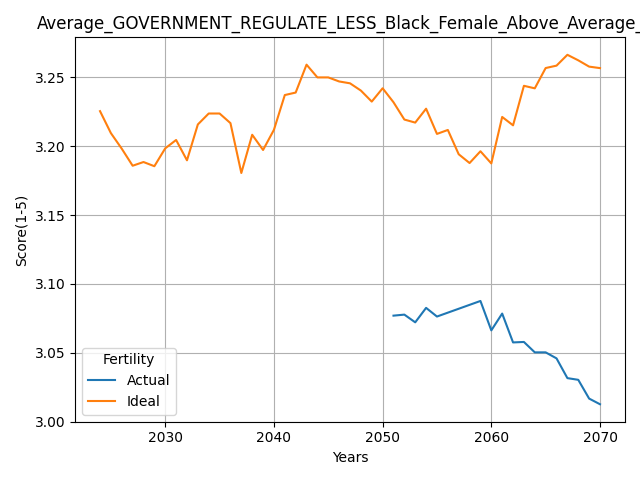 Average_GOVERNMENT_REGULATE_LESS_Black_Female_Above_Average_
3.25
3.20
3.15
3.10
3.05
3.00
Score(1-5)
Fertility
Actual
Ideal
2030
2040
2050
2060
2070
Years